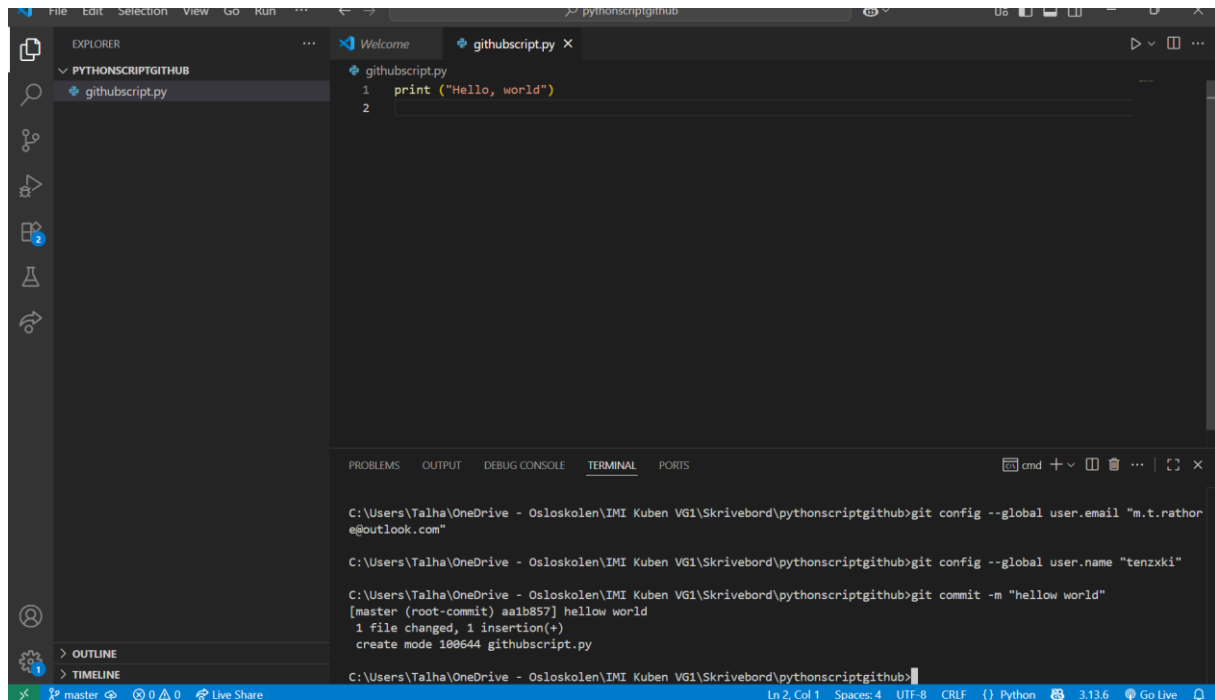 File Edit Selection View Go Run ... pythonscriptgithub
EXPLORER ...
Welcome githubscript.py
PYTHONSCRIPTGITHUB
githubscript.py
githubscript.py
1 print ("Hello, world")
2
2
PROBLEMS OUTPUT DEBUG CONSOLE TERMINAL PORTS
cmd
C:\Users\Talha\OneDrive - Osloskolen\IMI Kuben VG1\Skrivebord\pythonscriptgithub>git config --global user.email "m.t.rathor
e@outlook.com"
C:\Users\Talha\OneDrive - Osloskolen\IMI Kuben VG1\Skrivebord\pythonscriptgithub>git config --global user.name "tenzxki"
C:\Users\Talha\OneDrive - Osloskolen\IMI Kuben VG1\Skrivebord\pythonscriptgithub>git commit -m "hellow world"
[master (root-commit) aa1b857] hellow world
1 file changed, 1 insertion(+)
create mode 100644 githubscript.py
C:\Users\Talha\OneDrive - Osloskolen\IMI Kuben VG1\Skrivebord\pythonscriptgithub>
OUTLINE
1
TIMELINE
master 0 0 Live Share Ln 2, Col 1 Spaces: 4 UTF-8 CRLF {} Python 3.13.6 Go Live